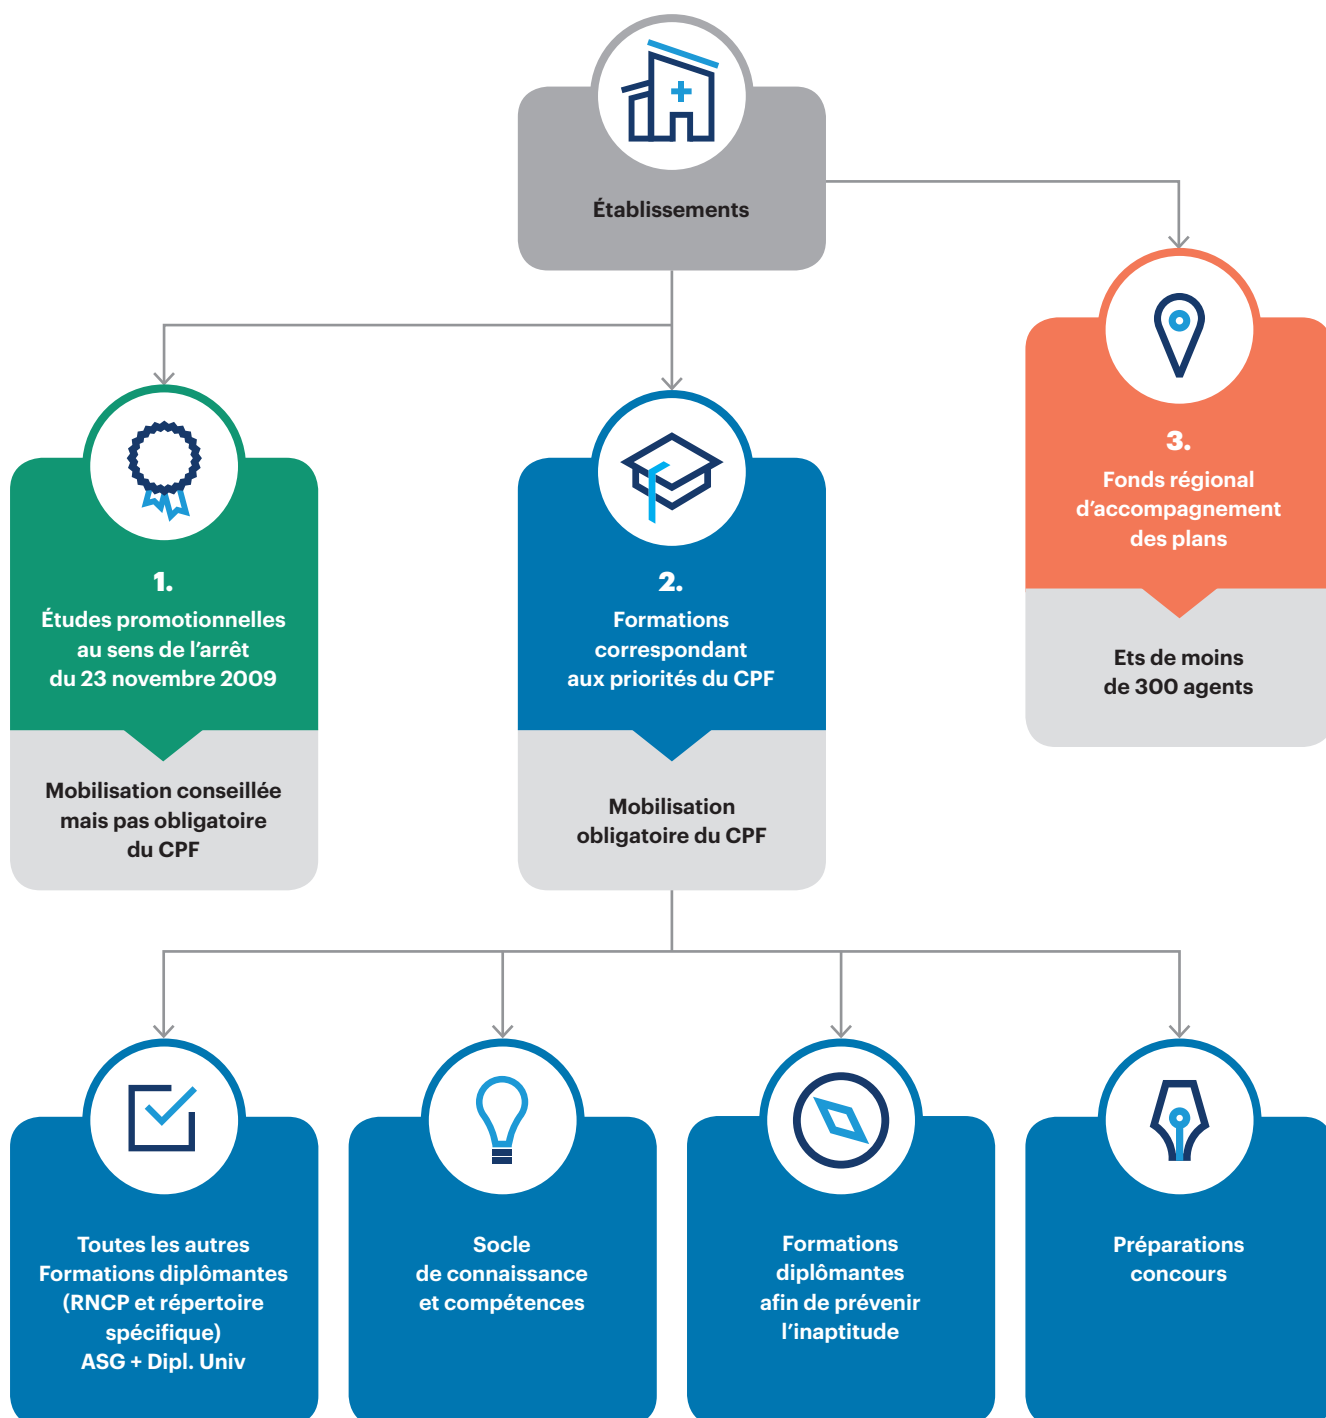 Établissements
1.
Études promotionnelles
au sens de l’arrêt
du 23 novembre 2009
Mobilisation conseillée
mais pas obligatoire
du CPF
2.
Formations
correspondant
aux priorités du CPF
Mobilisation
obligatoire du CPF
3.
Fonds régional
d’accompagnement
des plans
Ets de moins
de 300 agents
Toutes les autres
Formations diplômantes
(RNCP et répertoire
spécifique)
ASG + Dipl. Univ
Socle
de connaissance
et compétences
Formations
diplômantes
afin de prévenir
l’inaptitude
Préparations
concours